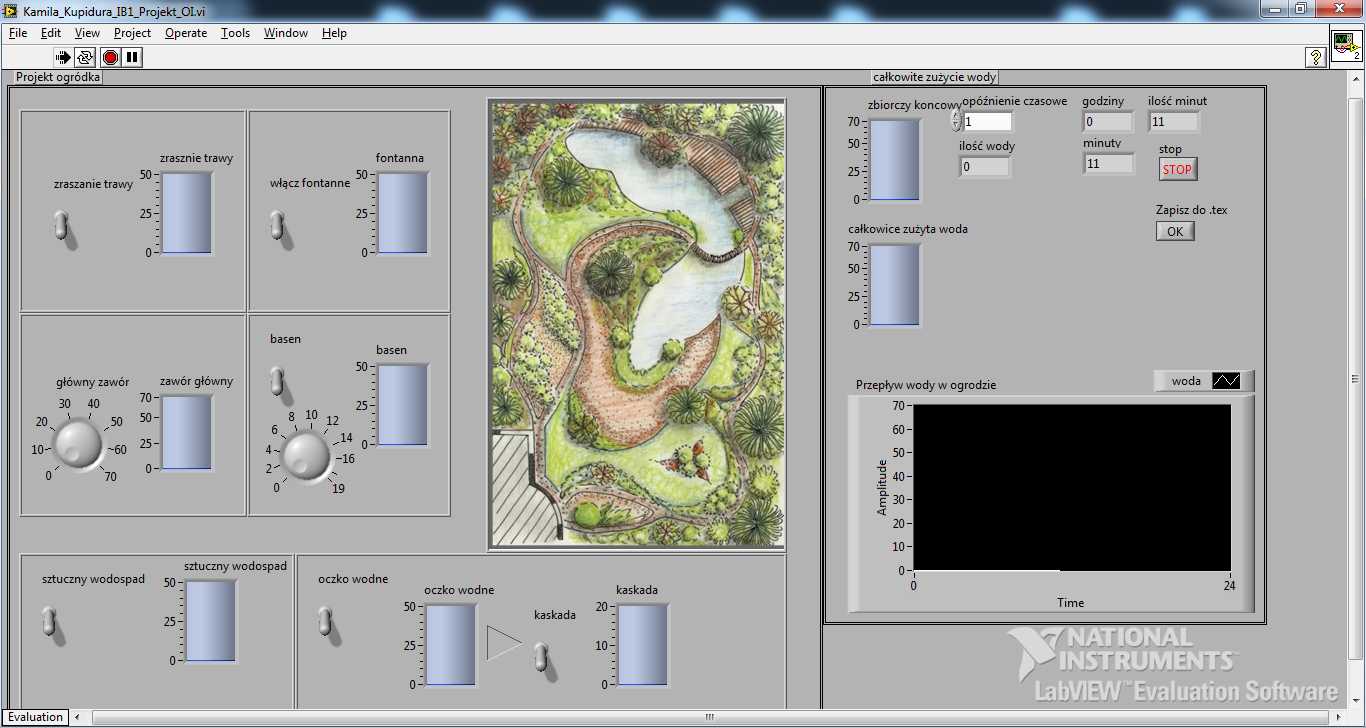 Kamila_Kupidura_IB1_Projekt_OI.vi
File Edit View Project Operate Tools Window Help
2
Projekt ogródka
zraszanie trawy
zrasznie trawy
50
25
0
włącz fontanne
fontanna
50
25
0
główny zawór
0 10 20 30 40 50 60 70
zawór główny
70
50
25
0
basen
0 2 4 6 8 10 12 14 16 19
basen
50
25
0
sztuczny wodospad
sztuczny wodospad
50
25
0
oczko wodne
oczko wodne
50
25
0
kaskada
kaskada
20
10
0
całkowite zużycie wody
zbiorczy koncowy
70
50
25
0
opóźnienie czasowe
1
godziny
0
ilość minut
11
ilość wody
0
minuty
11
stop
STOP
Zapisz do .tex
OK
całkowice zużyta woda
70
50
25
0
Przepływ wody w ogrodzie
woda
Amplitude
70
60
50
40
30
20
10
0
0 24
Time
NATIONAL
INSTRUMENTS™
LabVIEW™ Evaluation Software
Evaluation